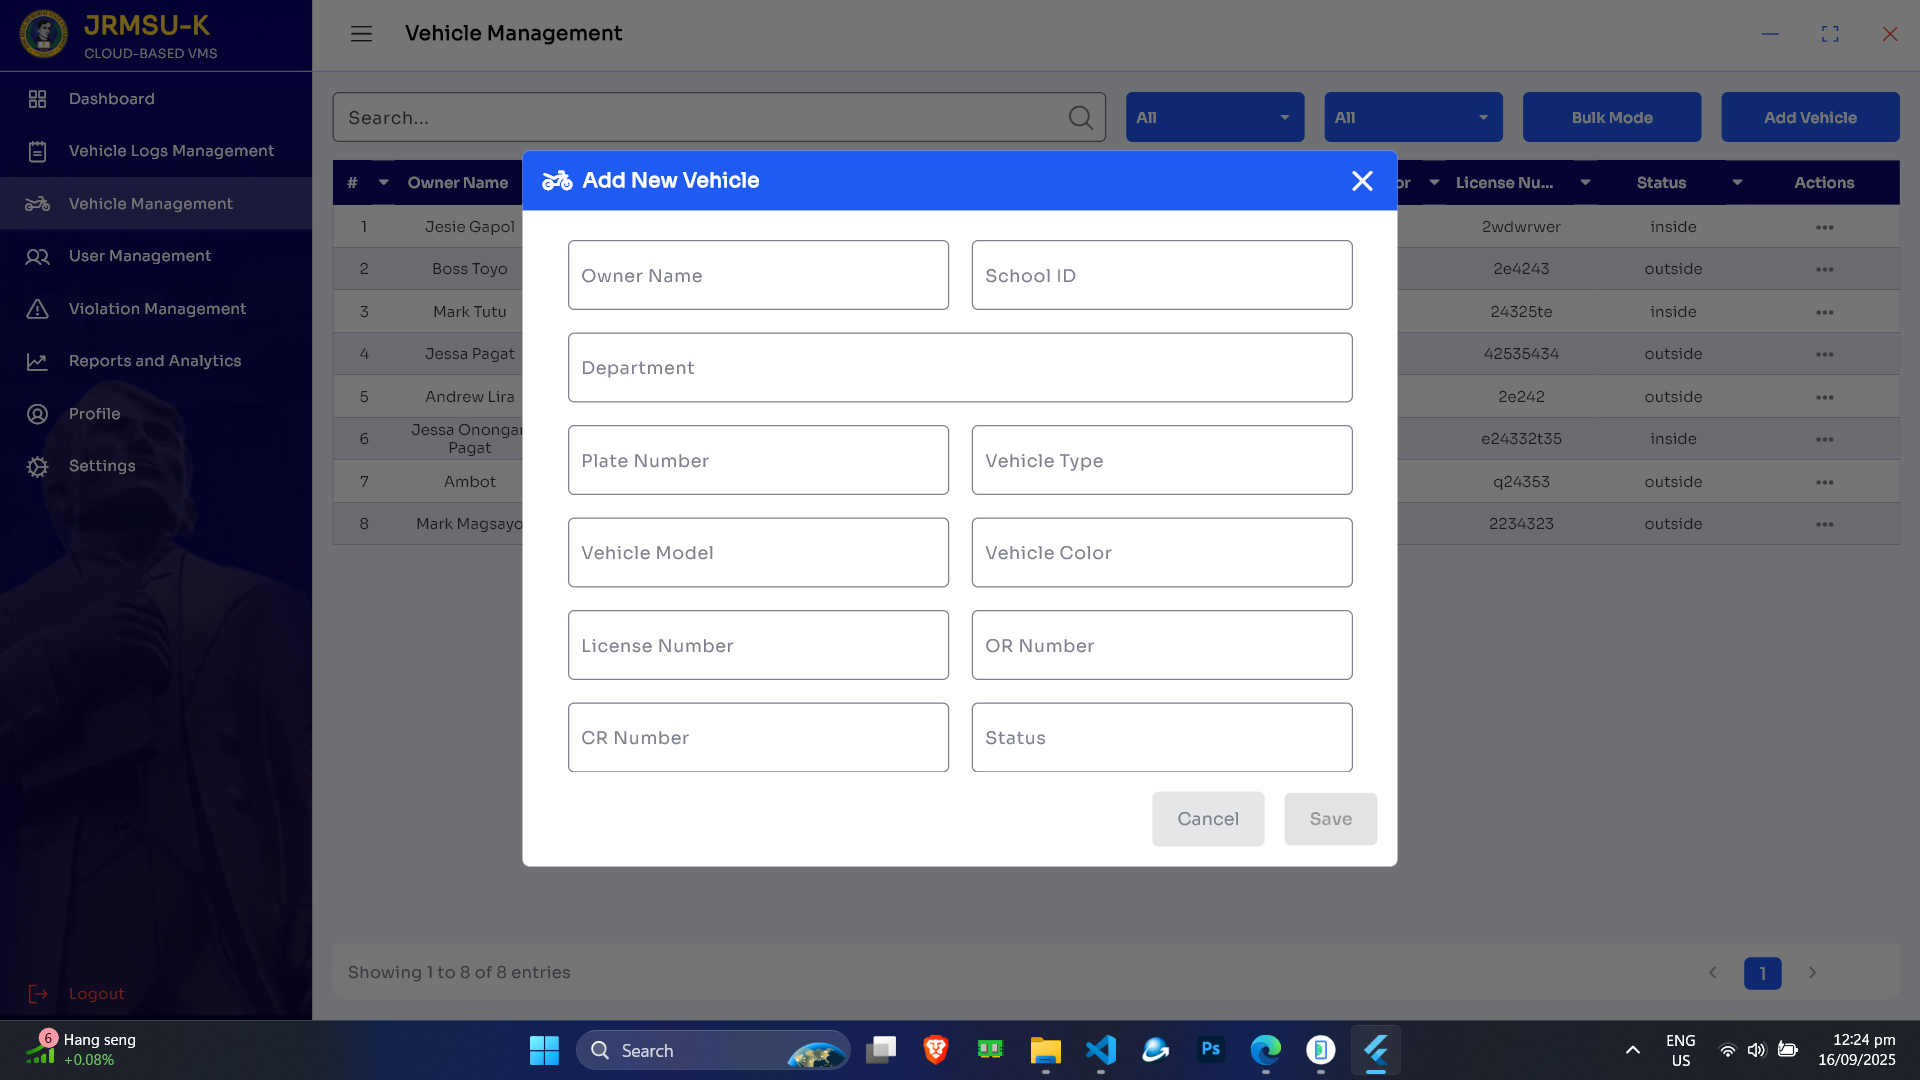 JRMSU-K
CLOUD-BASED VMS
Dashboard
Vehicle Logs Management
Vehicle Management
User Management
Violation Management
Reports and Analytics
Profile
Settings
Logout
Vehicle Management
Search...
All
All
Bulk Mode
Add Vehicle
# Owner Name or License Nu... Status Actions
1 Jesie Gapol 2wdwrwer inside
2 Boss Toyo 2e4243 outside
3 Mark Tutu 24325te inside
4 Jessa Pagat 42535434 outside
5 Andrew Lira 2e242 outside
6 Jessa Onongan Pagat e24332t35 inside
7 Ambot q24353 outside
8 Mark Magsayo 2234323 outside
Add New Vehicle
Owner Name
School ID
Department
Plate Number
Vehicle Type
Vehicle Model
Vehicle Color
License Number
OR Number
CR Number
Status
Cancel
Save
Showing 1 to 8 of 8 entries
1
6
Hang seng
+0.08%
Search
Ps
ENG
US
12:24 pm
16/09/2025